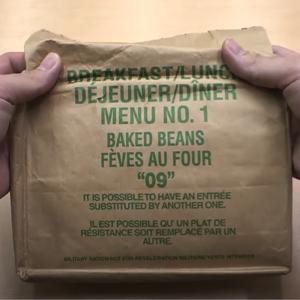 BREAKFAST/LUNCH
DÉJEUNER/DÎNER
MENU NO. 1
BAKED BEANS
FÈVES AU FOUR
"09"
IT IS POSSIBLE TO HAVE AN ENTRÉE
SUBSTITUTED BY ANOTHER ONE.
IL EST POSSIBLE QU' UN PLAT DE
RÉSISTANCE SOIT REMPLACÉ PAR UN
AUTRE.
MILITARY